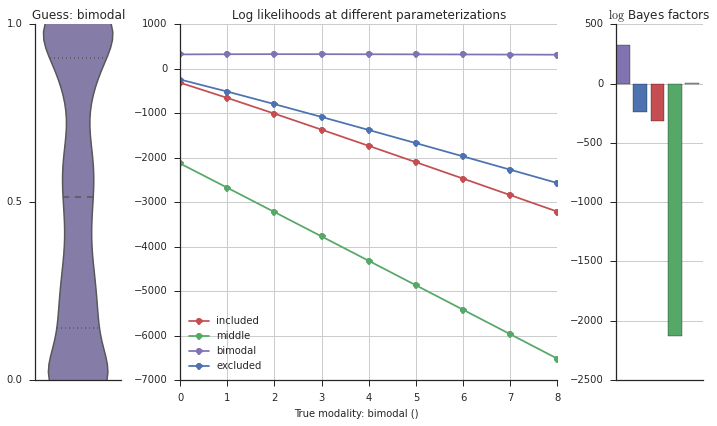 Guess: bimodal
1.0
0.5
0.0
Log likelihoods at different parameterizations
1000
0
−1000
−2000
−3000
−4000
−5000
−6000
−7000
included
middle
bimodal
excluded
0 1 2 3 4 5 6 7 8
True modality: bimodal ()
log Bayes factors
500
0
−500
−1000
−1500
−2000
−2500